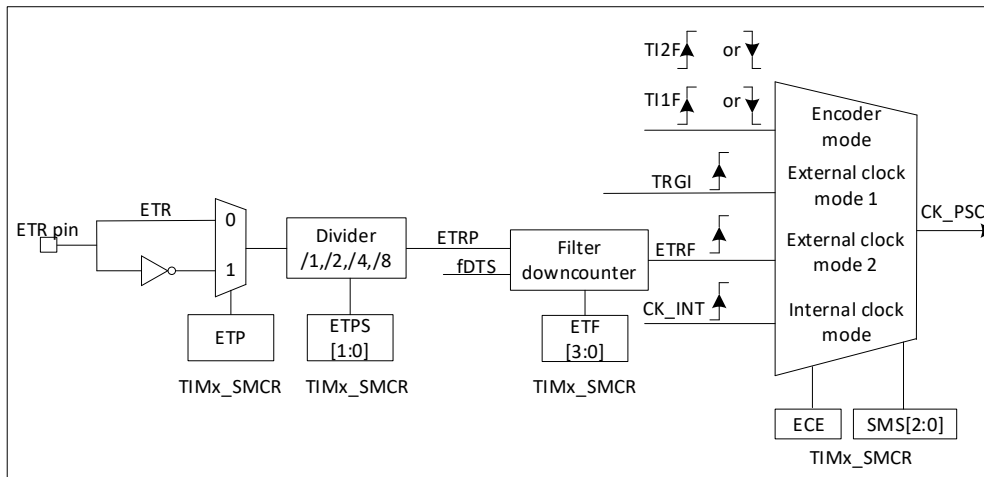 TI2F or
TI1F or
Encoder
mode
TRGI
External clock
mode 1
ETR pin
ETR
0
1
Divider
/1,/2,/4,/8
ETRP
fDTS
Filter
downcounter
ETRF
External clock
mode 2
CK_PSC
CK_INT
Internal clock
mode
ETP
ETPS
[1:0]
ETF
[3:0]
TIMx_SMCR
TIMx_SMCR
TIMx_SMCR
ECE
SMS[2:0]
TIMx_SMCR